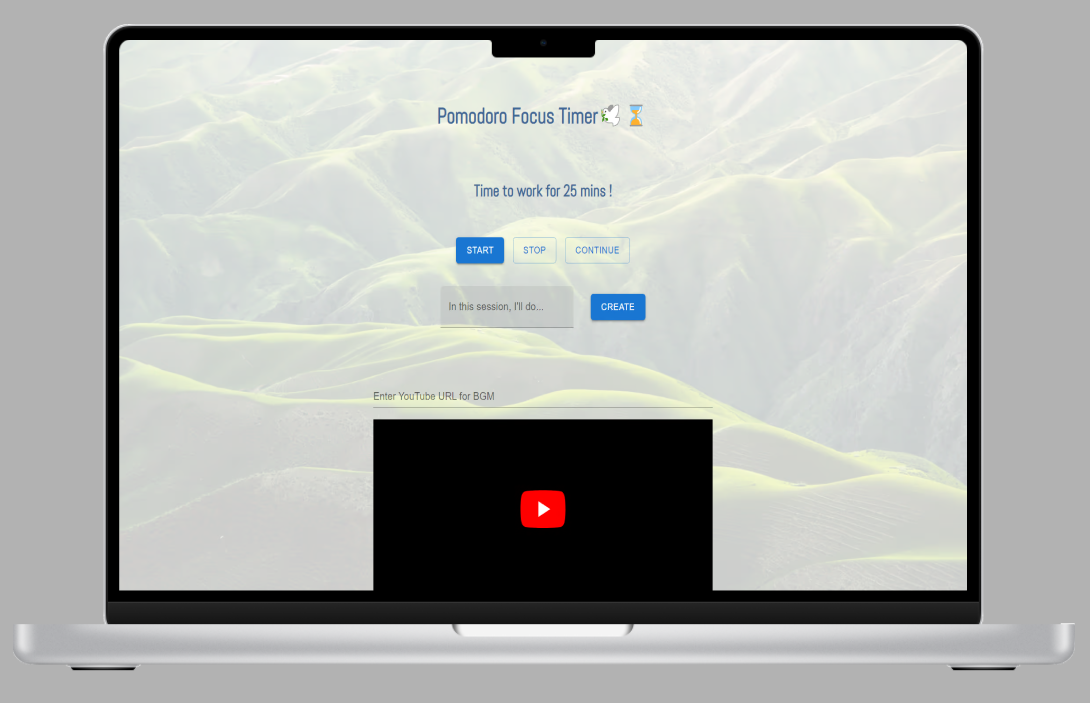 Pomodoro Focus Timer🕊️⏳
Time to work for 25 mins !
START STOP CONTINUE
In this session, I'll do... CREATE
Enter YouTube URL for BGM